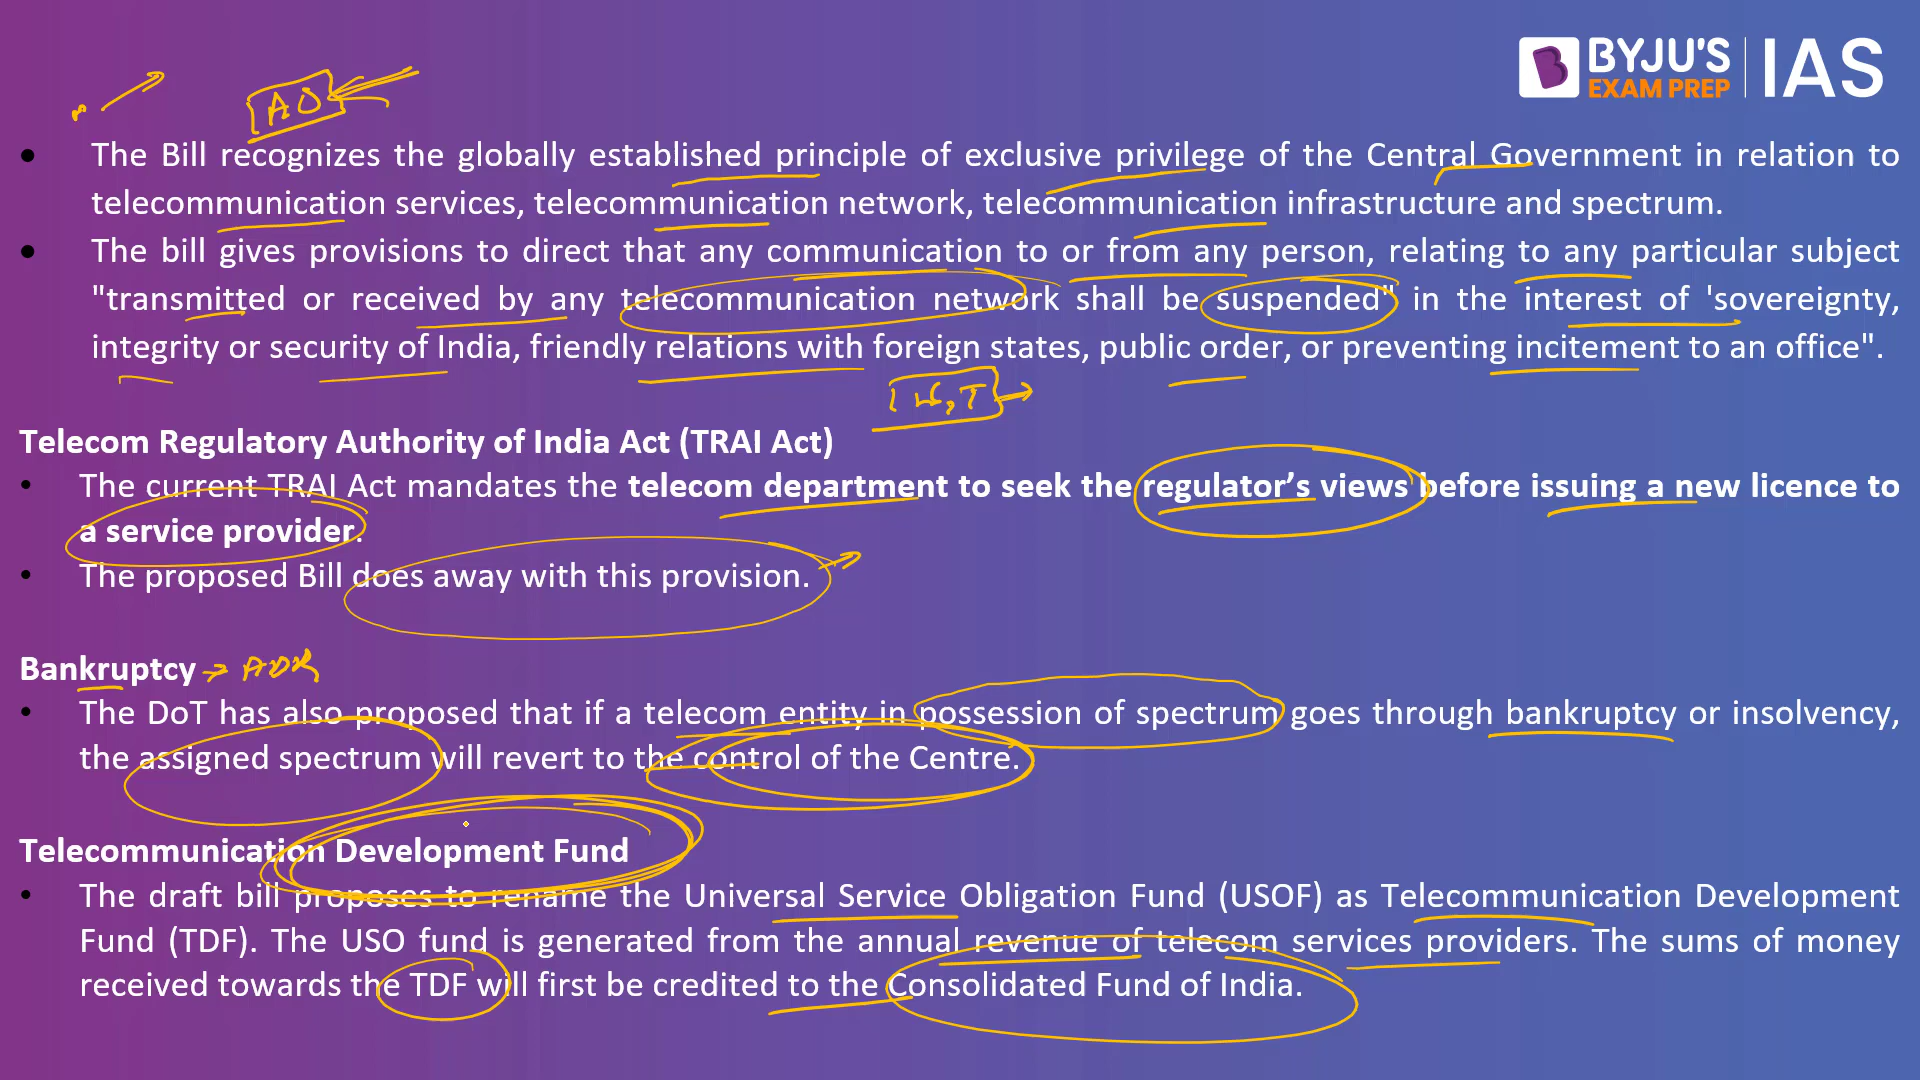 BYJU'S
EXAM PREP
IAS
• The Bill recognizes the globally established principle of exclusive privilege of the Central Government in relation to
telecommunication services, telecommunication network, telecommunication infrastructure and spectrum.
• The bill gives provisions to direct that any communication to or from any person, relating to any particular subject
"transmitted or received by any telecommunication network shall be suspended" in the interest of 'sovereignty,
integrity or security of India, friendly relations with foreign states, public order, or preventing incitement to an office".
Telecom Regulatory Authority of India Act (TRAI Act)
• The current TRAI Act mandates the telecom department to seek the regulator's views before issuing a new licence to
a service provider.
• The proposed Bill does away with this provision.
Bankruptcy → ADR
• The DoT has also proposed that if a telecom entity in possession of spectrum goes through bankruptcy or insolvency,
the assigned spectrum will revert to the control of the Centre.
Telecommunication Development Fund
• The draft bill proposes to rename the Universal Service Obligation Fund (USOF) as Telecommunication Development
Fund (TDF). The USO fund is generated from the annual revenue of telecom services providers. The sums of money
received towards the TDF will first be credited to the Consolidated Fund of India.